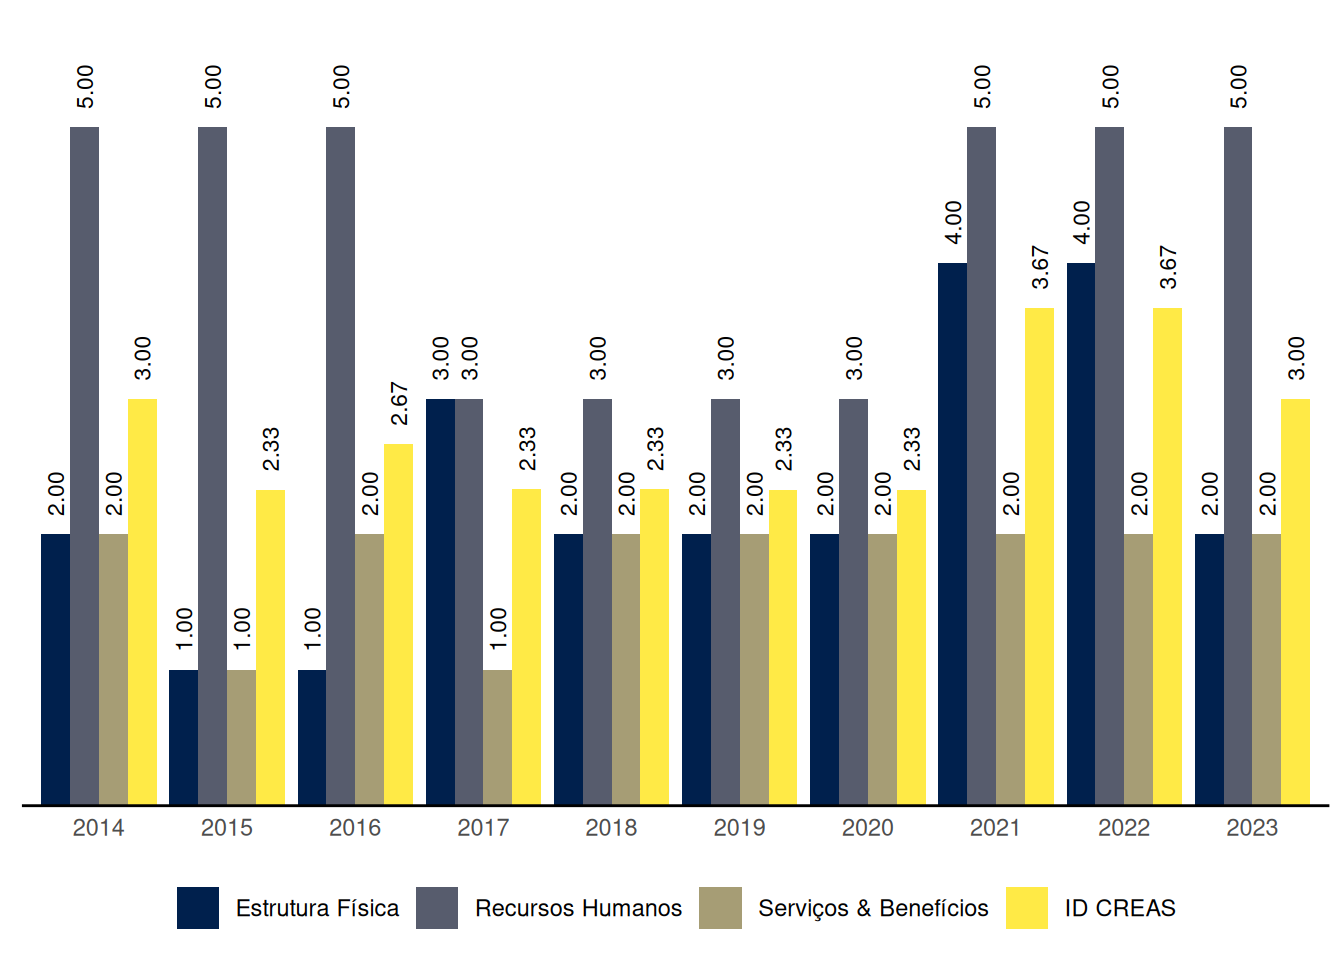 5.00 5.00 5.00 5.00 5.00 5.00
4.00 4.00
3.67 3.67
3.00 3.00 3.00 3.00 3.00 3.00 3.00
2.67
2.33 2.33 2.33 2.33 2.33
2.00 2.00 2.00 2.00 2.00 2.00 2.00 2.00 2.00 2.00 2.00 2.00 2.00
1.00 1.00 1.00 1.00
2014 2015 2016 2017 2018 2019 2020 2021 2022 2023
Estrutura Física Recursos Humanos Serviços & Benefícios ID CREAS